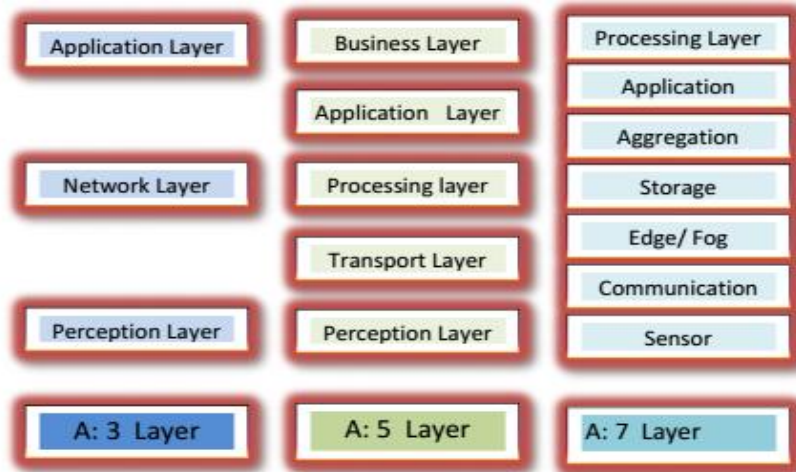 Application Layer
Network Layer
Perception Layer
A: 3 Layer
Business Layer
Application Layer
Processing layer
Transport Layer
Perception Layer
A: 5 Layer
Processing Layer
Application
Aggregation
Storage
Edge/ Fog
Communication
Sensor
A: 7 Layer